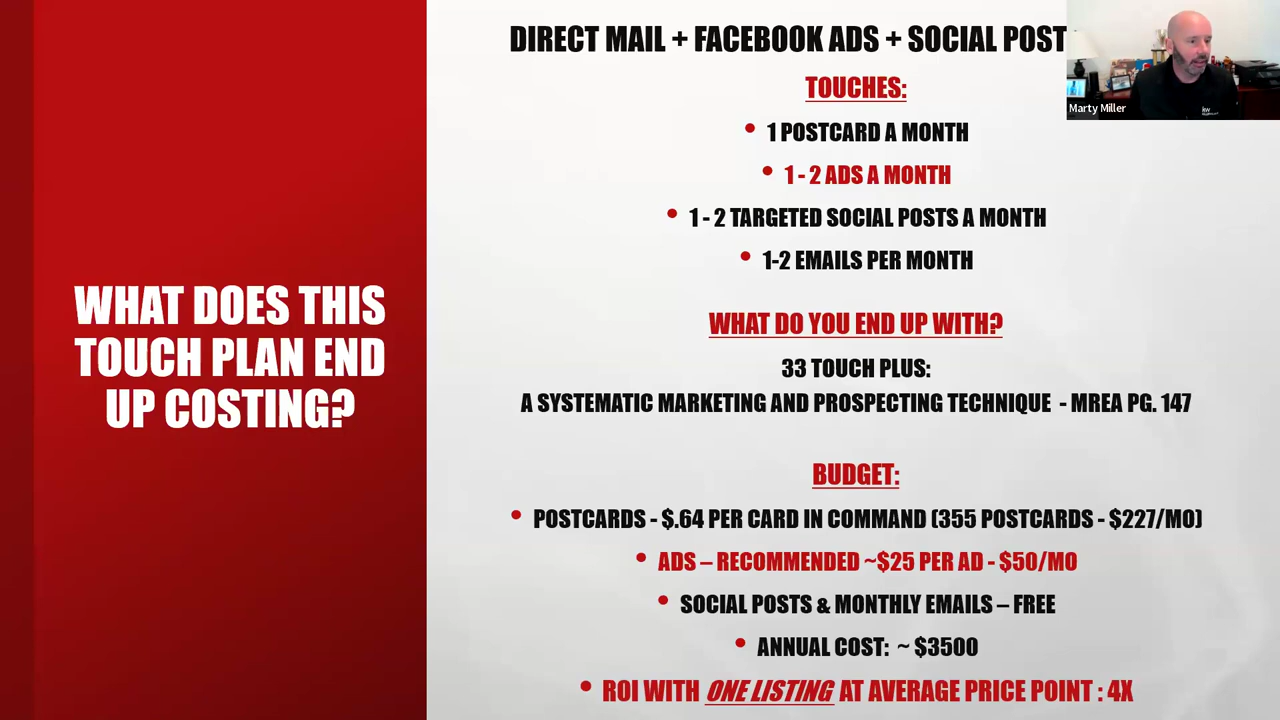 DIRECT MAIL + FACEBOOK ADS + SOCIAL POST
Marty Miller
kw
TOUCHES:
• 1 POSTCARD A MONTH
• 1 - 2 ADS A MONTH
• 1 - 2 TARGETED SOCIAL POSTS A MONTH
• 1-2 EMAILS PER MONTH
WHAT DOES THIS
TOUCH PLAN END
UP COSTING?
WHAT DO YOU END UP WITH?
33 TOUCH PLUS:
A SYSTEMATIC MARKETING AND PROSPECTING TECHNIQUE - MREA PG. 147
BUDGET:
• POSTCARDS - $.64 PER CARD IN COMMAND (355 POSTCARDS - $227/MO)
• ADS – RECOMMENDED ~$25 PER AD - $50/MO
• SOCIAL POSTS & MONTHLY EMAILS – FREE
• ANNUAL COST: ~ $3500
• ROI WITH ONE LISTING AT AVERAGE PRICE POINT : 4X